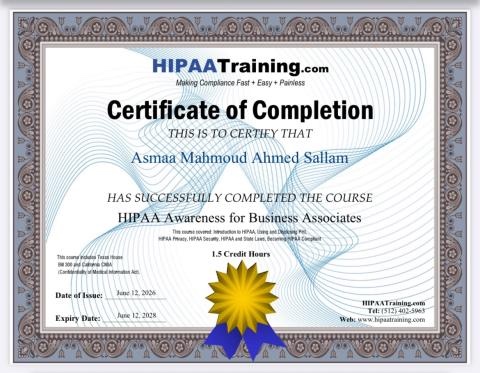 HIPAATraining.com
Making Compliance Fast + Easy + Painless
Certificate of Completion
THIS IS TO CERTIFY THAT
Asmaa Mahmoud Ahmed Sallam
HAS SUCCESSFULLY COMPLETED THE COURSE
HIPAA Awareness for Business Associates
This course covered: Introduction to HIPAA, Using and Disclosing PHI,
HIPAA Privacy, HIPAA Security, HIPAA and State Laws, Becoming HIPAA Compliant
1.5 Credit Hours
This course includes Texas House
Bill 300 and California CMIA
(Confidentiality of Medical Information Act).
Date of Issue: June 12, 2026
Expiry Date: June 12, 2028
HIPAATraining.com
Tel: (512) 402-5963
Web: www.hipaatraining.com